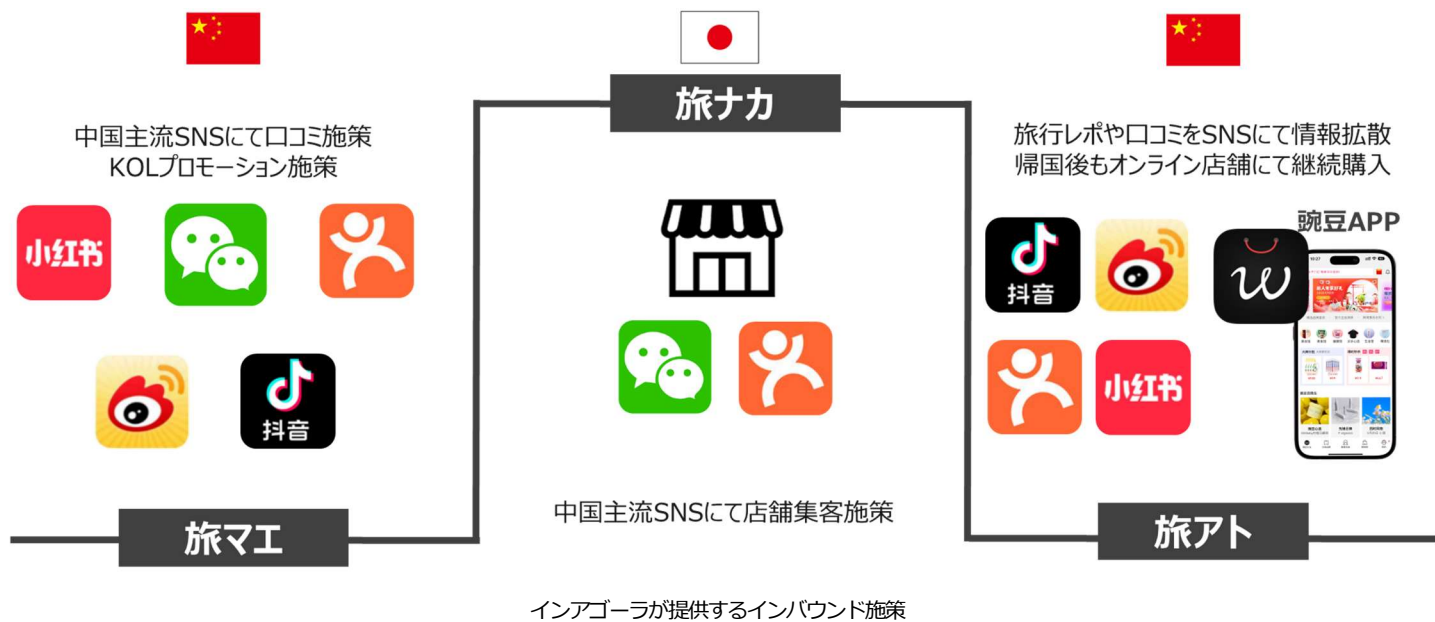 旅ナカ
中国主流SNSにて口コミ施策
KOLプロモーション施策
旅行レポや口コミをSNSにて情報拡散
帰国後もオンライン店舗にて継続購入
小红书
豌豆APP
抖音
w
10:27
小红书
抖音
中国主流SNSにて店舗集客施策
旅マエ
旅アト
インアゴーラが提供するインバウンド施策